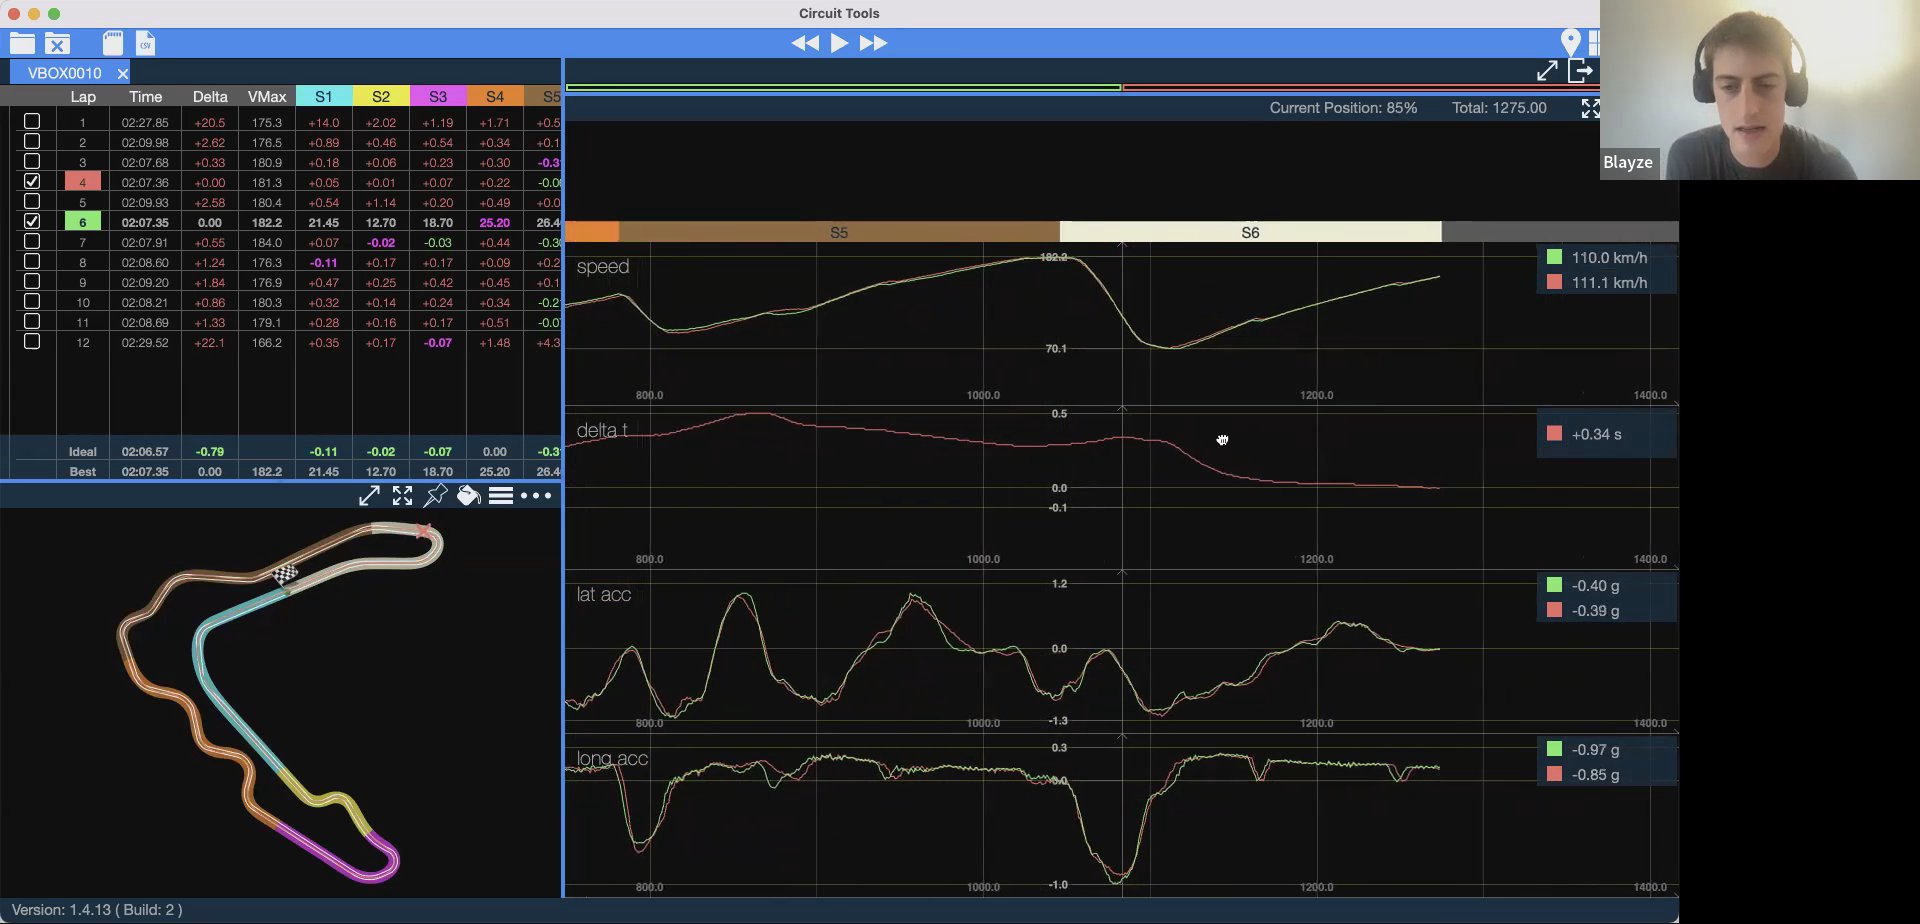 Circuit Tools
CSV
VBOX0010
Current Position: 85% Total: 1275.00
Blayze
Lap Time Delta VMax S1 S2 S3 S4 S5
1 02:27.85 +20.5 175.3 +14.0 +2.02 +1.19 +1.71 +0.5
2 02:09.98 +2.62 176.5 +0.89 +0.46 +0.54 +0.34 +0.1
3 02:07.68 +0.33 180.9 +0.18 +0.06 +0.23 +0.30 -0.3
4 02:07.36 +0.00 181.3 +0.05 +0.01 +0.07 +0.22 -0.0
5 02:09.93 +2.58 180.4 +0.54 +1.14 +0.20 +0.49 +0.0
6 02:07.35 0.00 182.2 21.45 12.70 18.70 25.20 26.4
7 02:07.91 +0.55 184.0 +0.07 -0.02 -0.03 +0.44 -0.3
8 02:08.60 +1.24 176.3 -0.11 +0.17 +0.17 +0.09 +0.2
9 02:09.20 +1.84 176.9 +0.47 +0.25 +0.42 +0.45 +0.1
10 02:08.21 +0.86 180.3 +0.32 +0.14 +0.24 +0.34 -0.2
11 02:08.69 +1.33 179.1 +0.28 +0.16 +0.17 +0.51 -0.0
12 02:29.52 +22.1 166.2 +0.35 +0.17 -0.07 +1.48 +4.3
Ideal 02:06.57 -0.79 -0.11 -0.02 -0.07 0.00 -0.3
Best 02:07.35 0.00 182.2 21.45 12.70 18.70 25.20 26.4
S5 S6
speed
182.2
110.0 km/h
111.1 km/h
70.1
800.0 1000.0 1200.0 1400.0
delta t
0.5
+0.34 s
0.0
-0.1
800.0 1000.0 1200.0 1400.0
lat acc
1.2
-0.40 g
-0.39 g
0.0
-1.3
800.0 1000.0 1200.0 1400.0
long acc
0.3
-0.97 g
-0.85 g
0.0
-1.0
800.0 1000.0 1200.0 1400.0
Version: 1.4.13 ( Build: 2 )